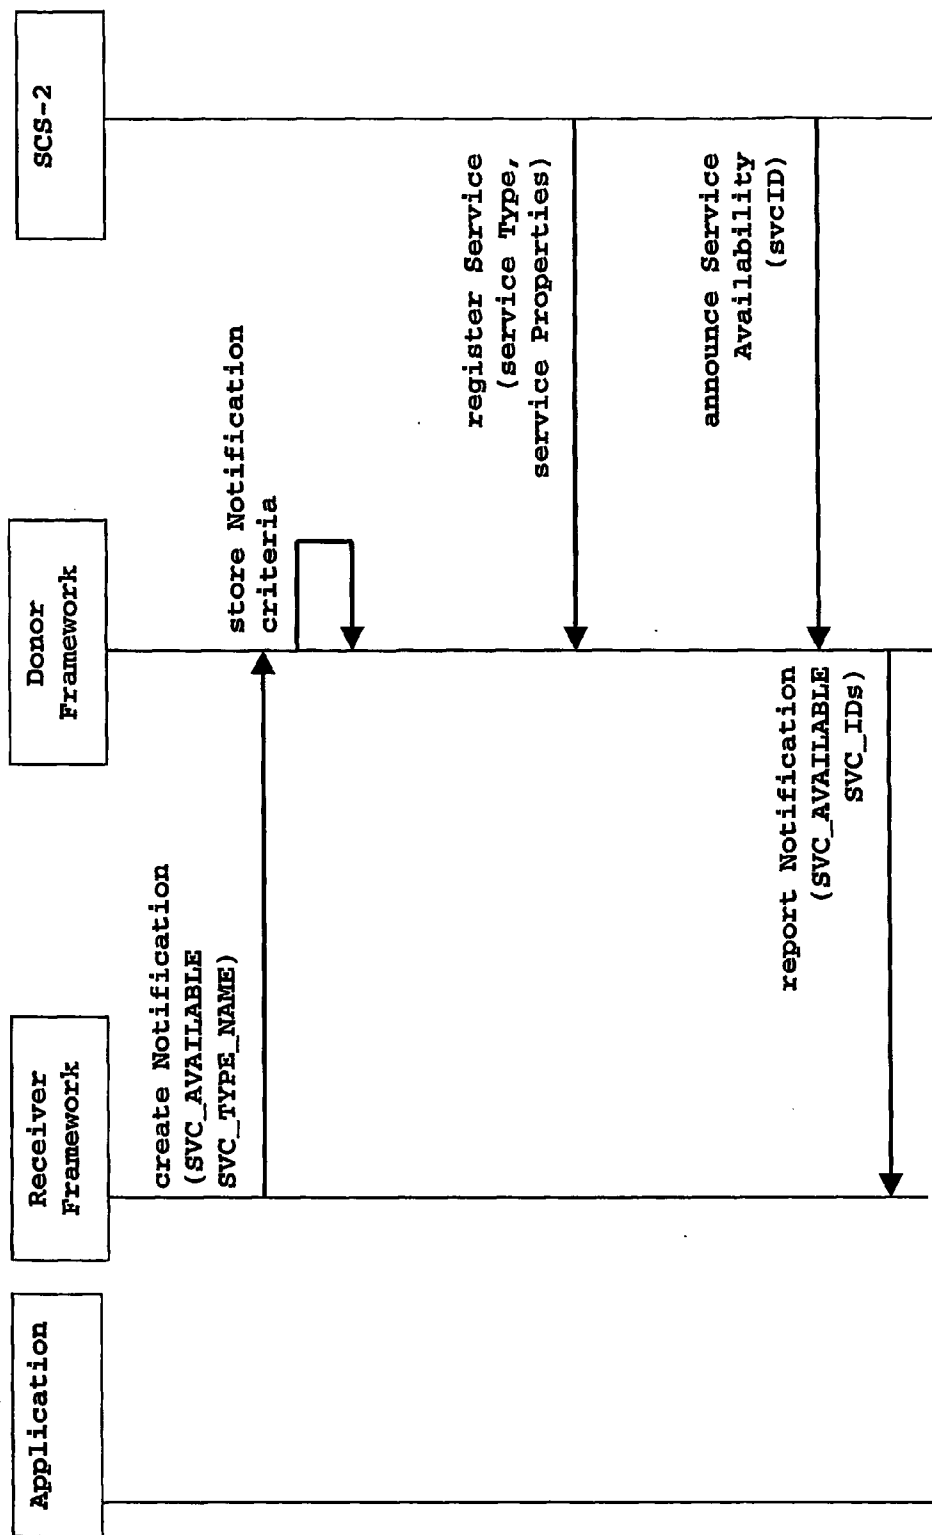 Application
Receiver
Framework
Donor
Framework
SCS-2
create Notification
(SVC_AVAILABLE
SVC_TYPE_NAME)
store Notification
criteria
register Service
(service Type,
service Properties)
announce Service
Availability
(svcID)
report Notification
(SVC_AVAILABLE
SVC_IDs)